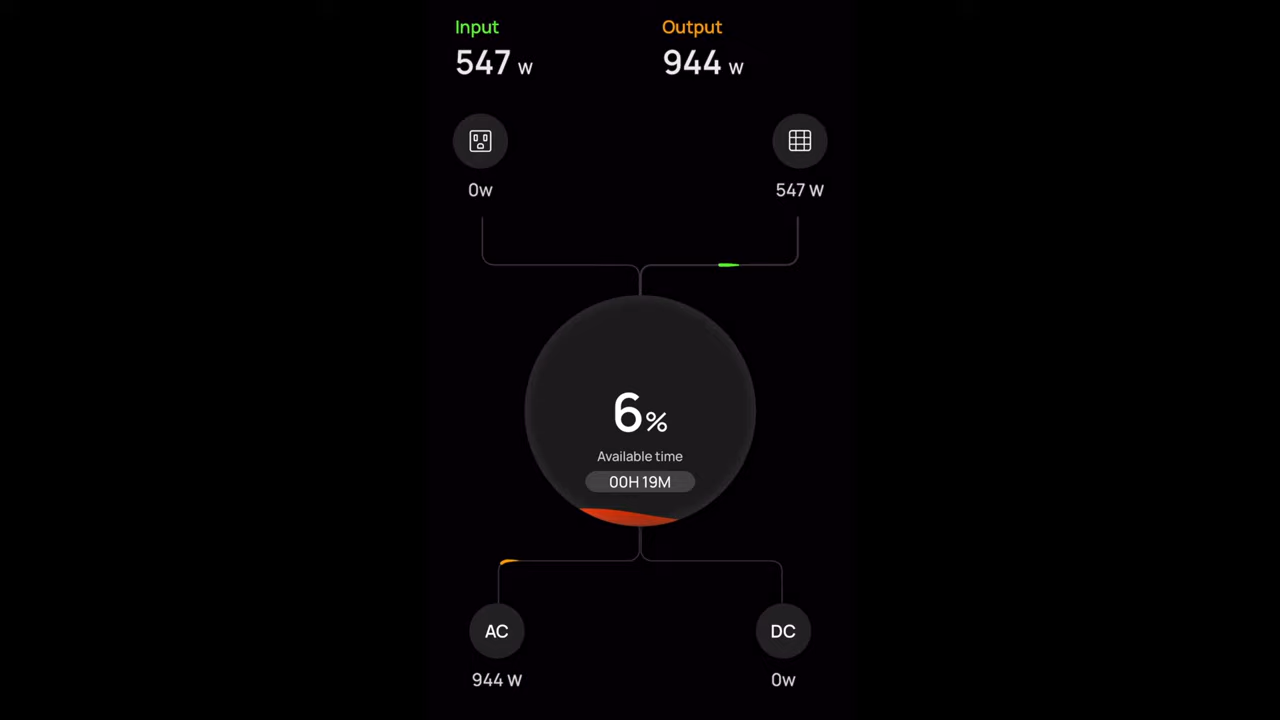 Input Output
547 W 944 W
0w 547 W
6%
Available time
00H 19M
AC DC
944 W 0w